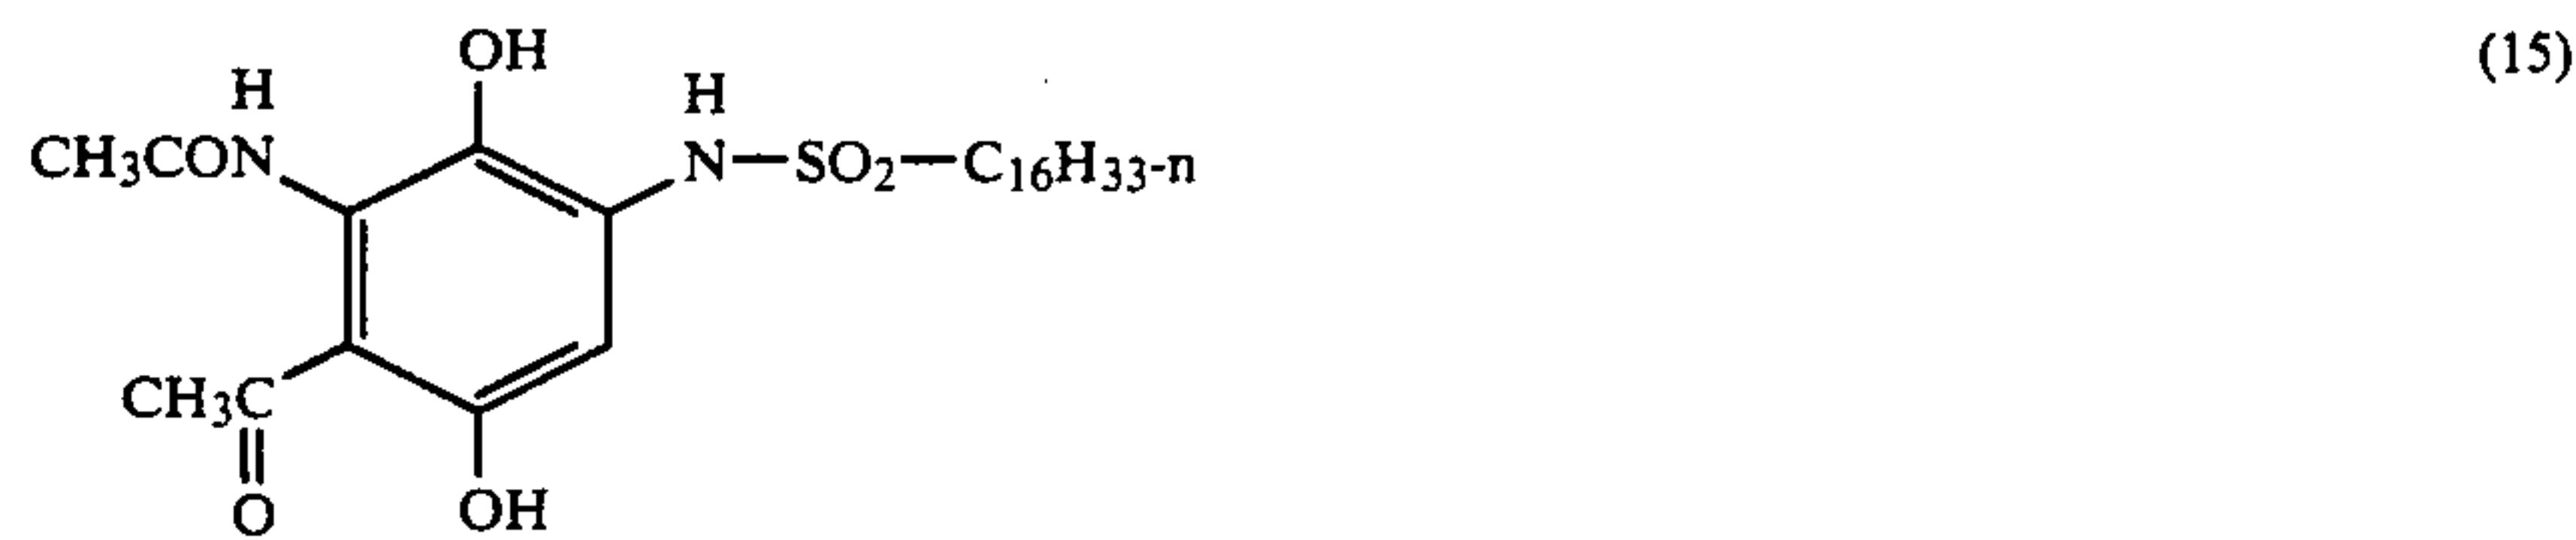 OH
(15)
H
H
CH3CON
N—SO2—C16H33-n
CH3C
O
OH